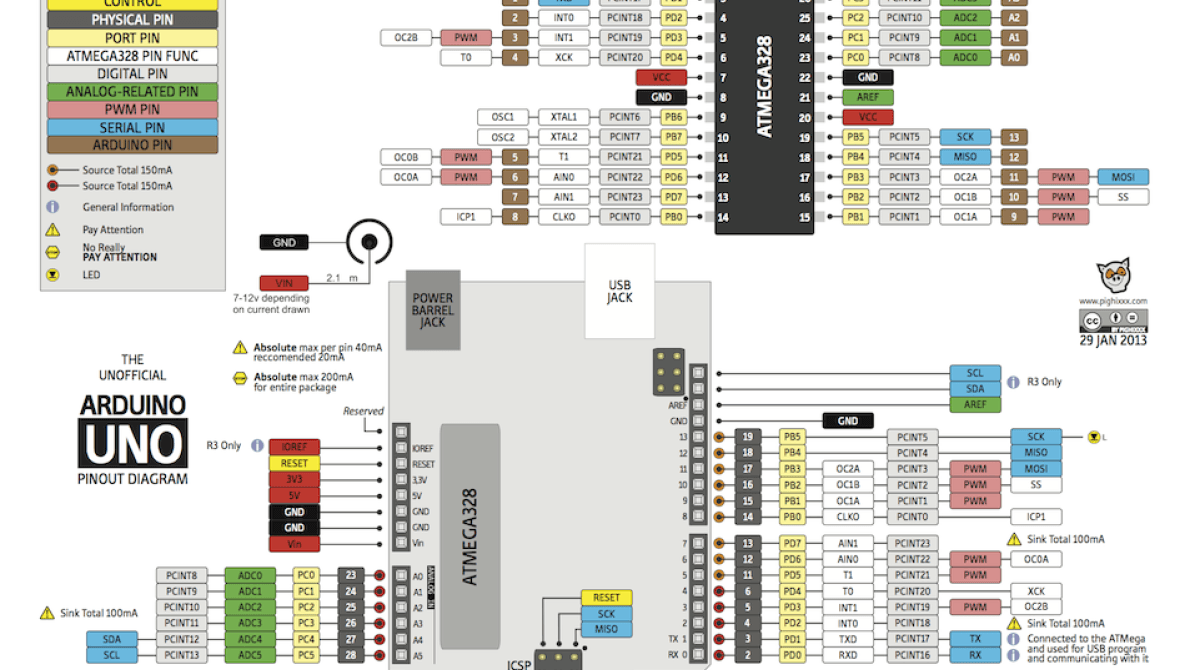 CONTROL
PHYSICAL PIN
PORT PIN
ATMEGA328 PIN FUNC
DIGITAL PIN
ANALOG-RELATED PIN
PWM PIN
SERIAL PIN
ARDUINO PIN
Source Total 150mA
Source Total 150mA
General Information
Pay Attention
No Really
PAY ATTENTION
LED
2 INT0 PCINT18 PD2 4
OC2B PWM 3 INT1 PCINT19 PD3 5
T0 4 XCK PCINT20 PD4 6
VCC 7
GND 8
OSC1 XTAL1 PCINT6 PB6 9
OSC2 XTAL2 PCINT7 PB7 10
OC0B PWM 5 T1 PCINT21 PD5 11
OC0A PWM 6 AIN0 PCINT22 PD6 12
7 AIN1 PCINT23 PD7 13
ICP1 8 CLKO PCINT0 PB0 14
ATMEGA328
25 PC2 PCINT10 ADC2 A2
24 PC1 PCINT9 ADC1 A1
23 PC0 PCINT8 ADC0 A0
22 GND
21 AREF
20 VCC
19 PB5 PCINT5 SCK 13
18 PB4 PCINT4 MISO 12
17 PB3 PCINT3 OC2A 11 PWM MOSI
16 PB2 PCINT2 OC1B 10 PWM SS
15 PB1 PCINT1 OC1A 9 PWM
GND
VIN 2.1 m
7-12v depending
on current drawn
POWER
BARREL
JACK
USB
JACK
www.pighixxx.com
cc
BY PIGHIXXX
29 JAN 2013
Absolute max per pin 40mA
reccomended 20mA
Absolute max 200mA
for entire package
THE
UNOFFICIAL
ARDUINO
UNO
PINOUT DIAGRAM
Reserved
R3 Only IOREF IOREF
RESET RESET
3V3 3.3V
5V 5V
GND GND
GND GND
Vin Vin
ATMEGA328
PCINT8 ADC0 PC0 23 A0
PCINT9 ADC1 PC1 24 A1
PCINT10 ADC2 PC2 25 A2
PCINT11 ADC3 PC3 26 A3
SDA PCINT12 ADC4 PC4 27 A4
SCL PCINT13 ADC5 PC5 28 A5
Sink Total 100mA
ANALOG IN
RESET
SCK
MISO
ICSP
SCL
SDA R3 Only
AREF AREF
GND GND
13 19 PB5 PCINT5 SCK L
12 18 PB4 PCINT4 MISO
11 17 PB3 OC2A PCINT3 PWM MOSI
10 16 PB2 OC1B PCINT2 PWM SS
9 15 PB1 OC1A PCINT1 PWM
8 14 PB0 CLKO PCINT0 ICP1
7 13 PD7 AIN1 PCINT23 Sink Total 100mA
6 12 PD6 AIN0 PCINT22 PWM OC0A
5 11 PD5 T1 PCINT21 PWM
4 6 PD4 T0 PCINT20 XCK
3 5 PD3 INT1 PCINT19 PWM OC2B
2 4 PD2 INT0 PCINT18 Sink Total 100mA
TX 1 3 PD1 TXD PCINT17 TX Connected to the ATMega
RX 0 2 PD0 RXD PCINT16 RX and used for USB program
and communicating with it